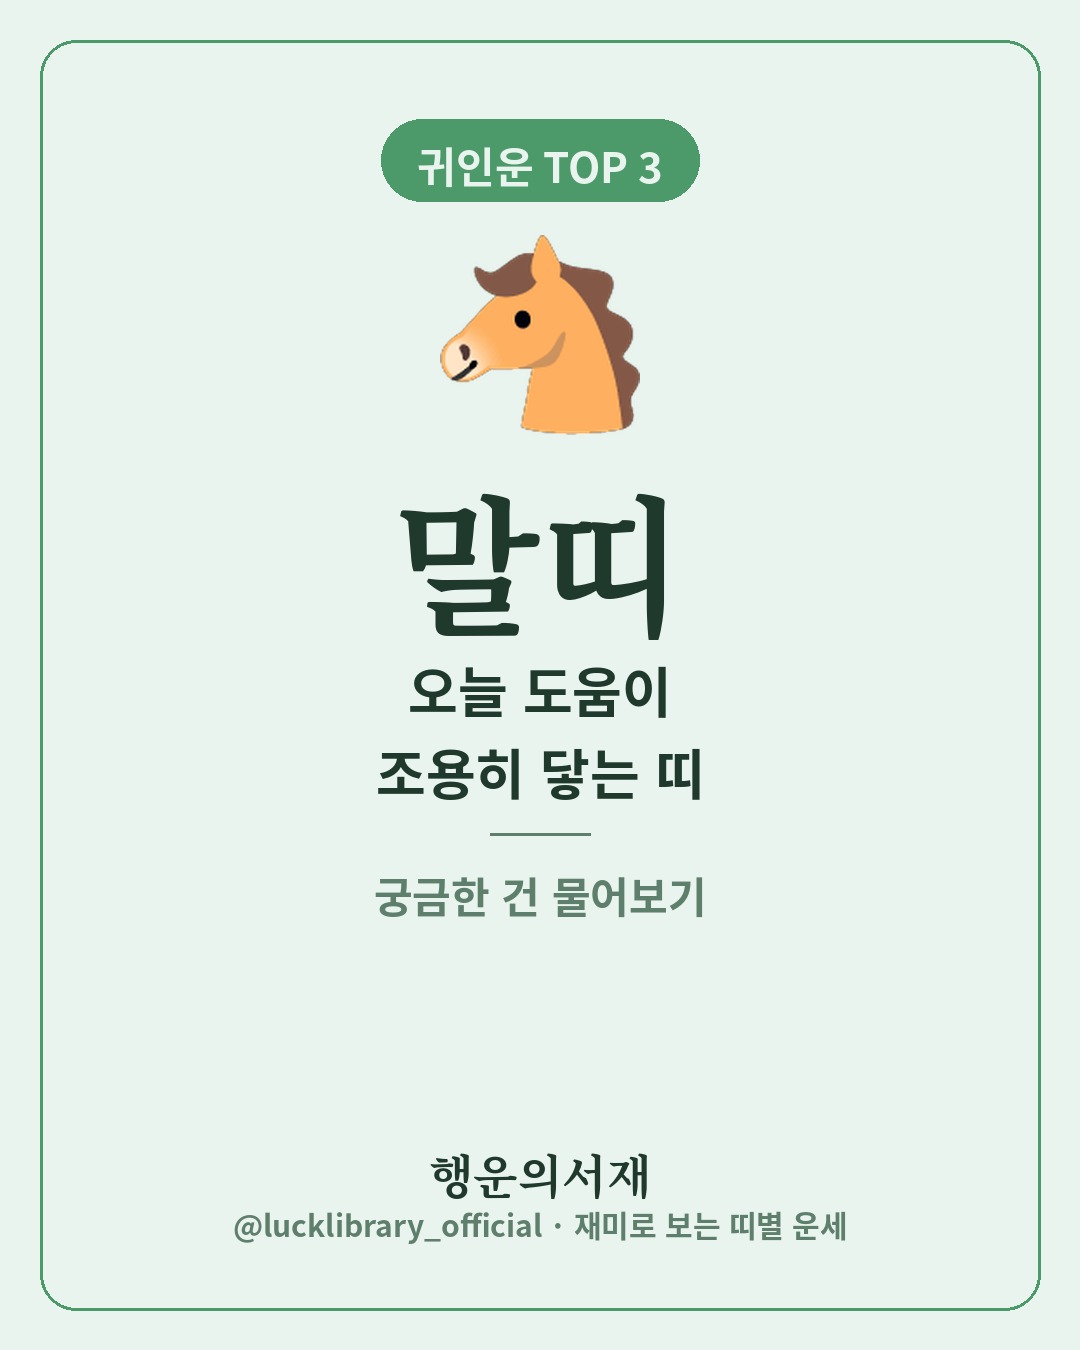 귀인운 TOP 3
말띠
오늘 도움이
조용히 닿는 띠
궁금한 건 물어보기
행운의서재
@lucklibrary_official · 재미로 보는 띠별 운세